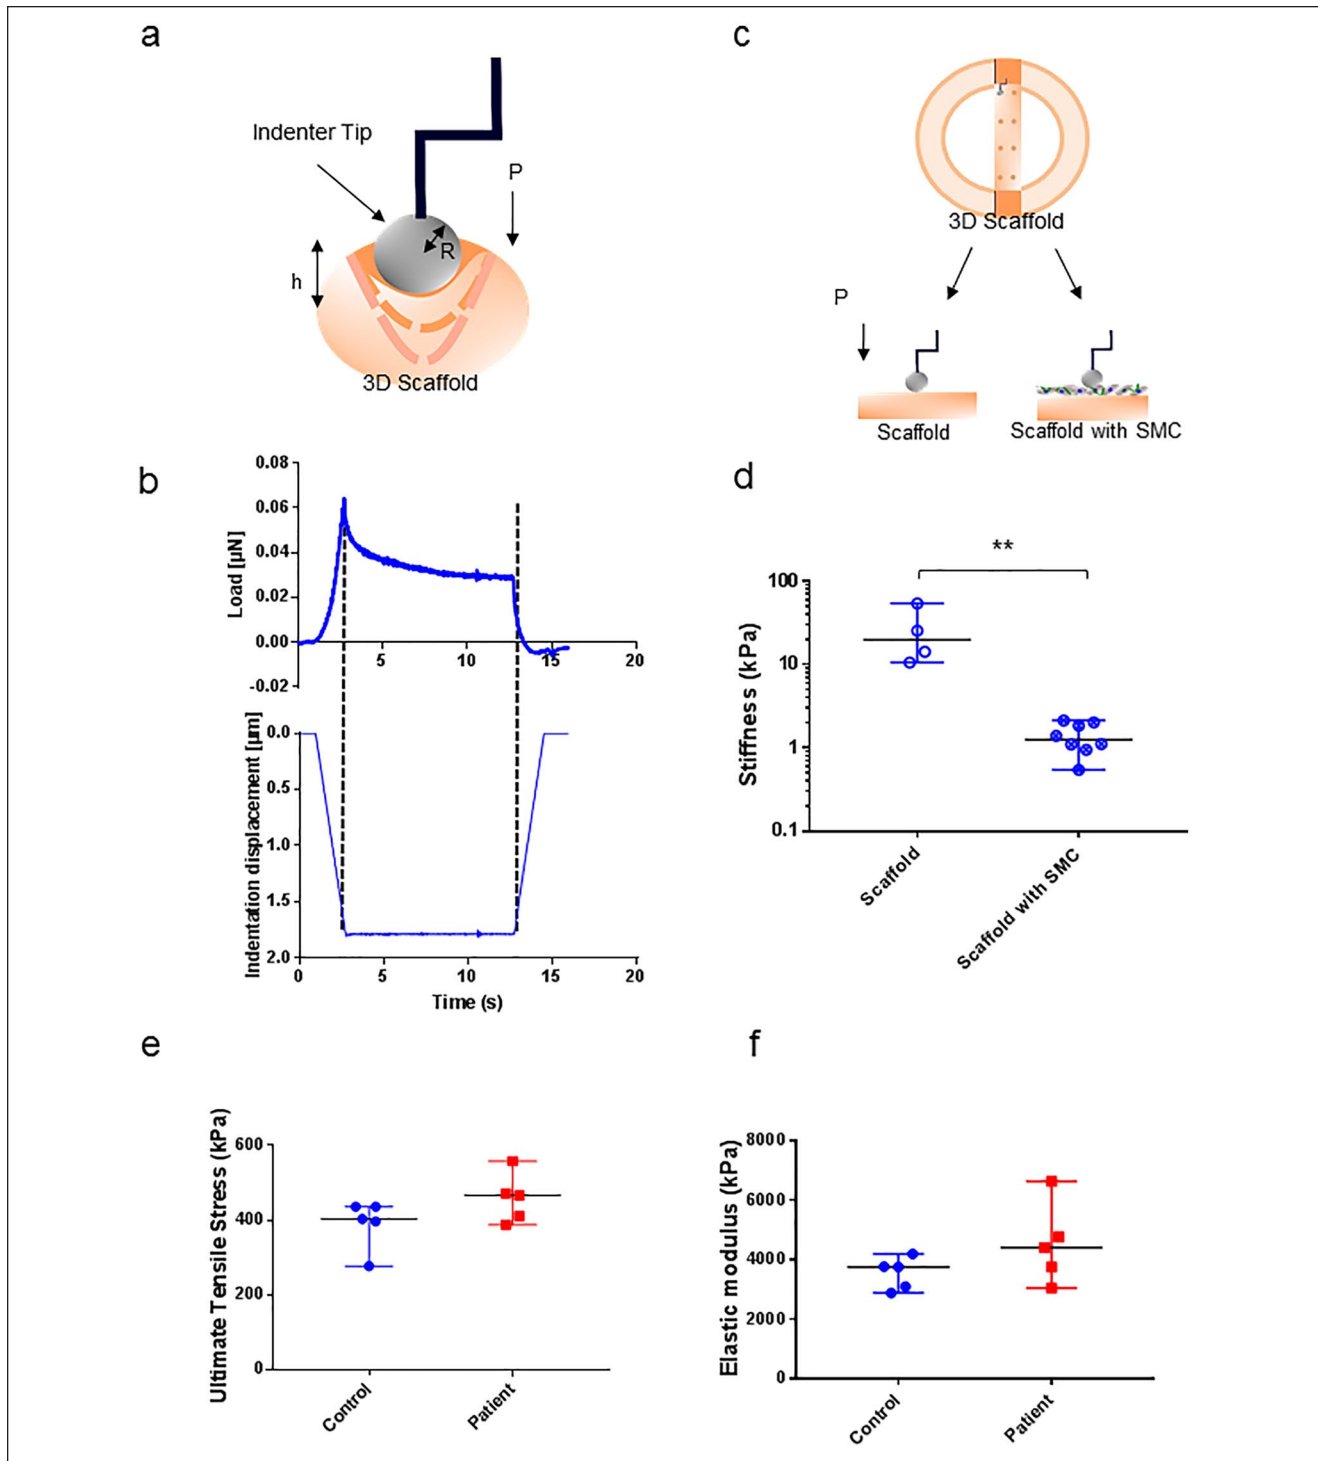 a
Indenter Tip
P
R
h
3D Scaffold
c
3D Scaffold
P
Scaffold
Scaffold with SMC
b
Load [µN]
0.08
0.06
0.04
0.02
0.00
-0.02
5
10
15
20
Indentation displacement [µm]
0.0
0.5
1.0
1.5
2.0
0
5
10
15
20
Time (s)
d
**
Stiffness (kPa)
100
10
1
0.1
Scaffold
Scaffold with SMC
e
Ultimate Tensile Stress (kPa)
600
400
200
0
Control
Patient
f
Elastic modulus (kPa)
8000
6000
4000
2000
0
Control
Patient